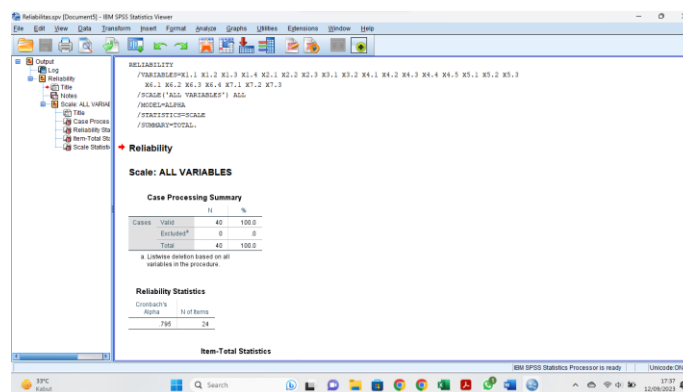 Reliabilitas.spv [Document5] - IBM SPSS Statistics Viewer
File Edit View Data Transform Insert Format Analyze Graphs Utilities Extensions Window Help
Output
Log
Reliability
Title
Notes
Scale: ALL VARIABL
Title
Case Proces
Reliability Sta
Item-Total Sta
Scale Statisti
RELIABILITY
/VARIABLES=X1.1 X1.2 X1.3 X1.4 X2.1 X2.2 X2.3 X3.1 X3.2 X4.1 X4.2 X4.3 X4.4 X4.5 X5.1 X5.2 X5.3
X6.1 X6.2 X6.3 X6.4 X7.1 X7.2 X7.3
/SCALE('ALL VARIABLES') ALL
/MODEL=ALPHA
/STATISTICS=SCALE
/SUMMARY=TOTAL.
Reliability
Scale: ALL VARIABLES
Case Processing Summary
N %
Cases Valid 40 100.0
Excluded a 0 .0
Total 40 100.0
a. Listwise deletion based on all
variables in the procedure.
Reliability Statistics
Cronbach's
Alpha N of Items
.795 24
Item-Total Statistics
IBM SPSS Statistics Processor is ready Unicode:ON
33°C
Kabut
Search
17:37
12/09/2023